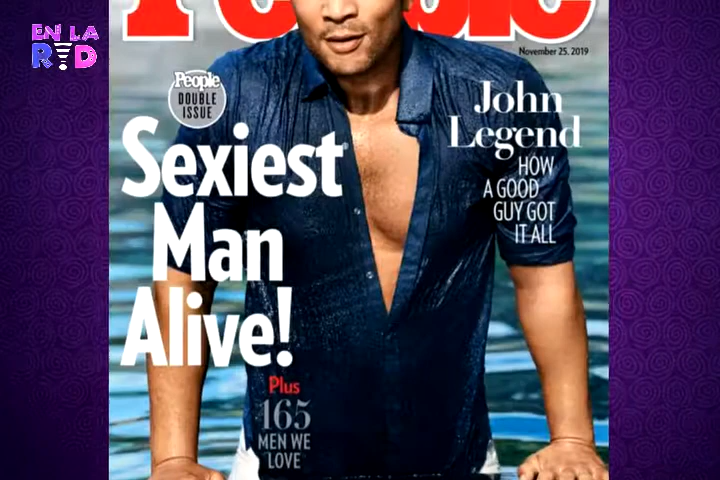 People
EN LA
RED
November 25, 2019
People
DOUBLE
ISSUE
John
Legend
HOW
A GOOD
GUY GOT
IT ALL
Sexiest
Man
Alive!
Plus
165
MEN WE
LOVE